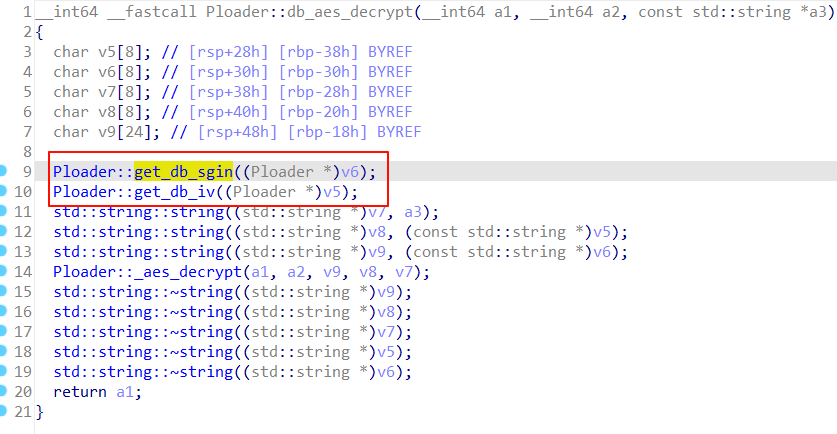 1 __int64 __fastcall Ploader::db_aes_decrypt(__int64 a1, __int64 a2, const std::string *a3)
2 {
3 char v5[8]; // [rsp+28h] [rbp-38h] BYREF
4 char v6[8]; // [rsp+30h] [rbp-30h] BYREF
5 char v7[8]; // [rsp+38h] [rbp-28h] BYREF
6 char v8[8]; // [rsp+40h] [rbp-20h] BYREF
7 char v9[24]; // [rsp+48h] [rbp-18h] BYREF
8
9 Ploader::get_db_sgin((Ploader *)v6);
10 Ploader::get_db_iv((Ploader *)v5);
11 std::string::string((std::string *)v7, a3);
12 std::string::string((std::string *)v8, (const std::string *)v5);
13 std::string::string((std::string *)v9, (const std::string *)v6);
14 Ploader::_aes_decrypt(a1, a2, v9, v8, v7);
15 std::string::~string((std::string *)v9);
16 std::string::~string((std::string *)v8);
17 std::string::~string((std::string *)v7);
18 std::string::~string((std::string *)v5);
19 std::string::~string((std::string *)v6);
20 return a1;
21 }